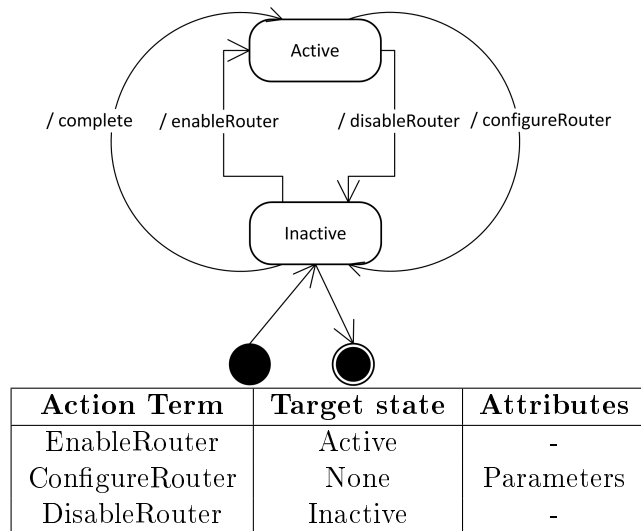 Active
/ complete / enableRouter / disableRouter / configureRouter
Inactive
Action Term Target state Attributes
EnableRouter Active -
ConfigureRouter None Parameters
DisableRouter Inactive -